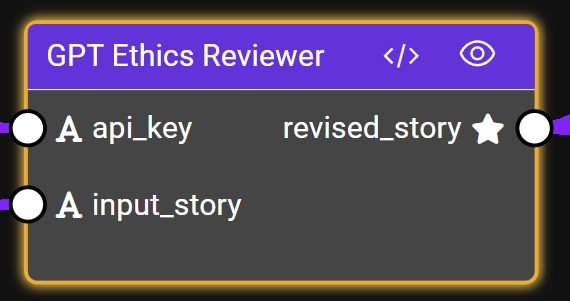 GPT Ethics Reviewer </>
A api_key revised_story
A input_story